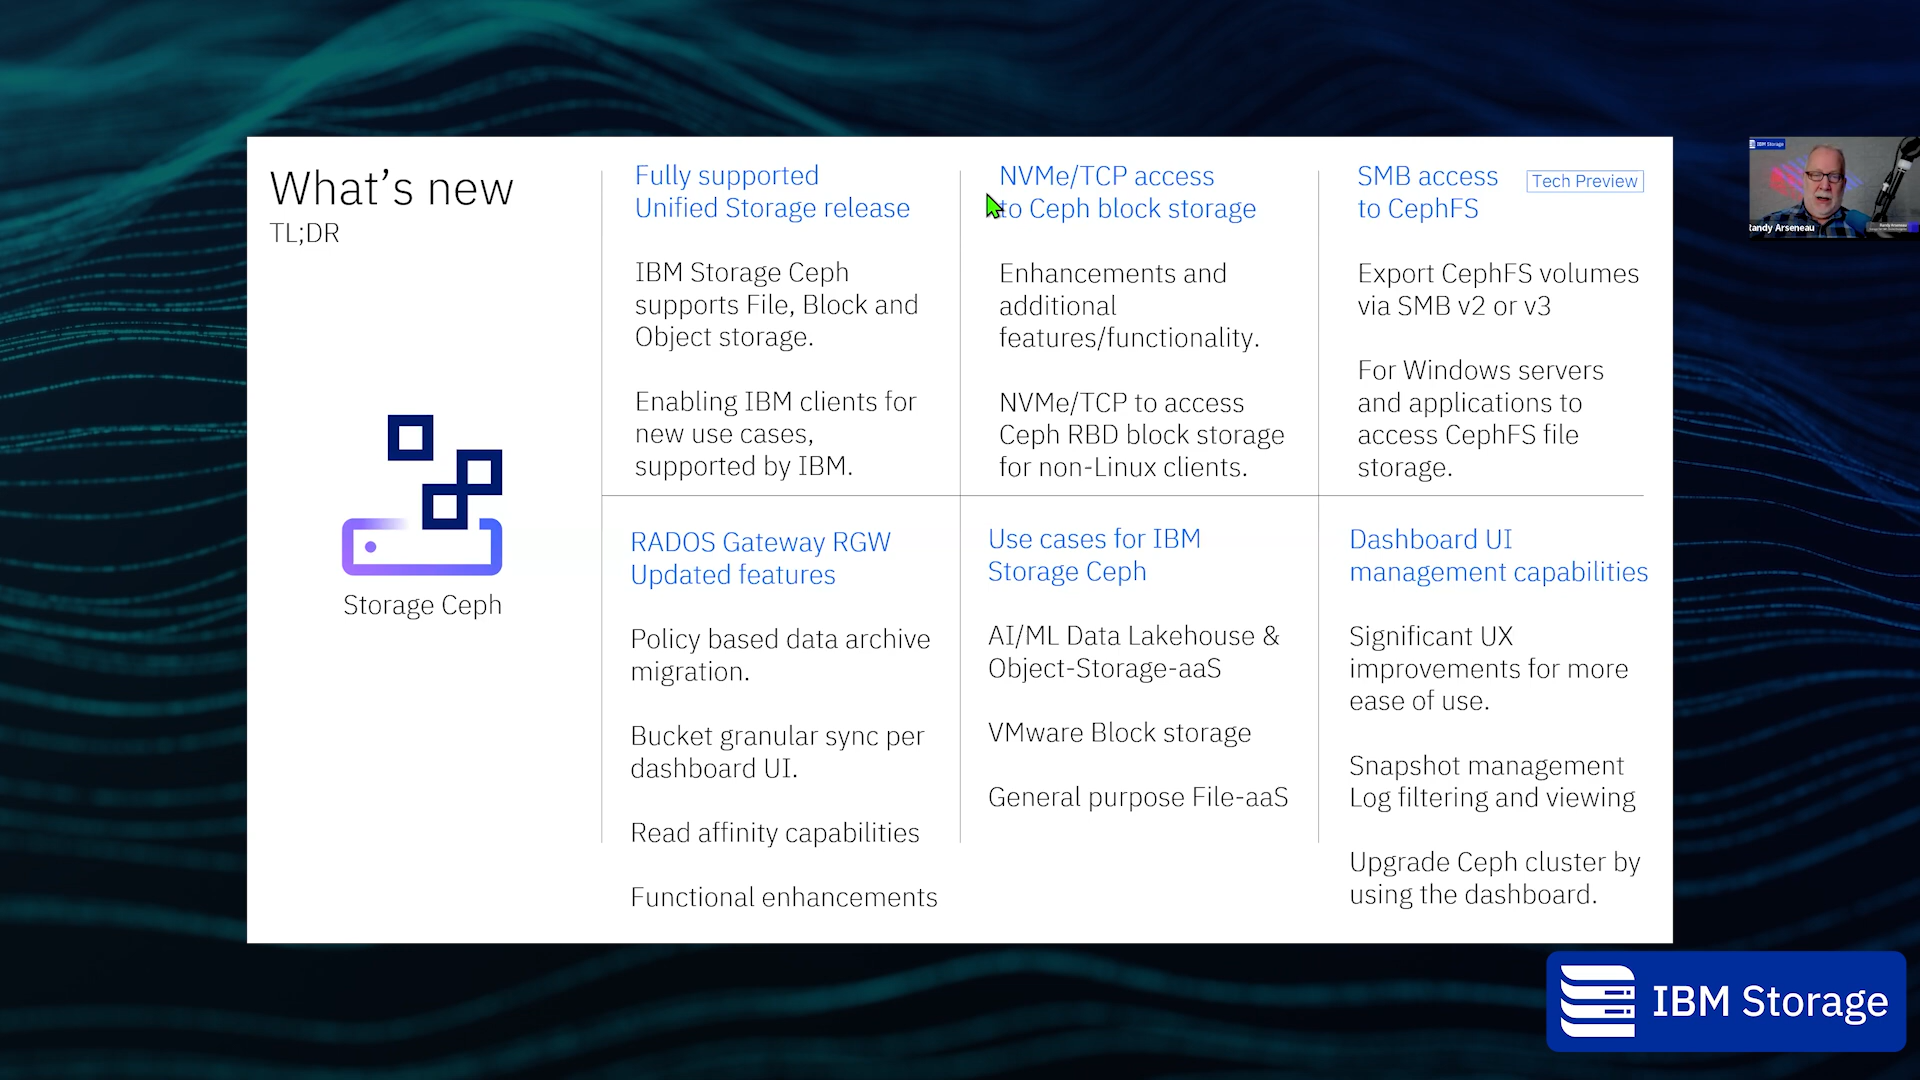 What's new
TL;DR
Storage Ceph
Fully supported
Unified Storage release
IBM Storage Ceph
supports File, Block and
Object storage.
Enabling IBM clients for
new use cases,
supported by IBM.
NVMe/TCP access
to Ceph block storage
Enhancements and
additional
features/functionality.
NVMe/TCP to access
Ceph RBD block storage
for non-Linux clients.
SMB access
to CephFS
Tech Preview
Export CephFS volumes
via SMB v2 or v3
For Windows servers
and applications to
access CephFS file
storage.
RADOS Gateway RGW
Updated features
Policy based data archive
migration.
Bucket granular sync per
dashboard UI.
Read affinity capabilities
Functional enhancements
Use cases for IBM
Storage Ceph
AI/ML Data Lakehouse &
Object-Storage-aaS
VMware Block storage
General purpose File-aaS
Dashboard UI
management capabilities
Significant UX
improvements for more
ease of use.
Snapshot management
Log filtering and viewing
Upgrade Ceph cluster by
using the dashboard.
IBM Storage
Randy Arseneau
IBM Storage